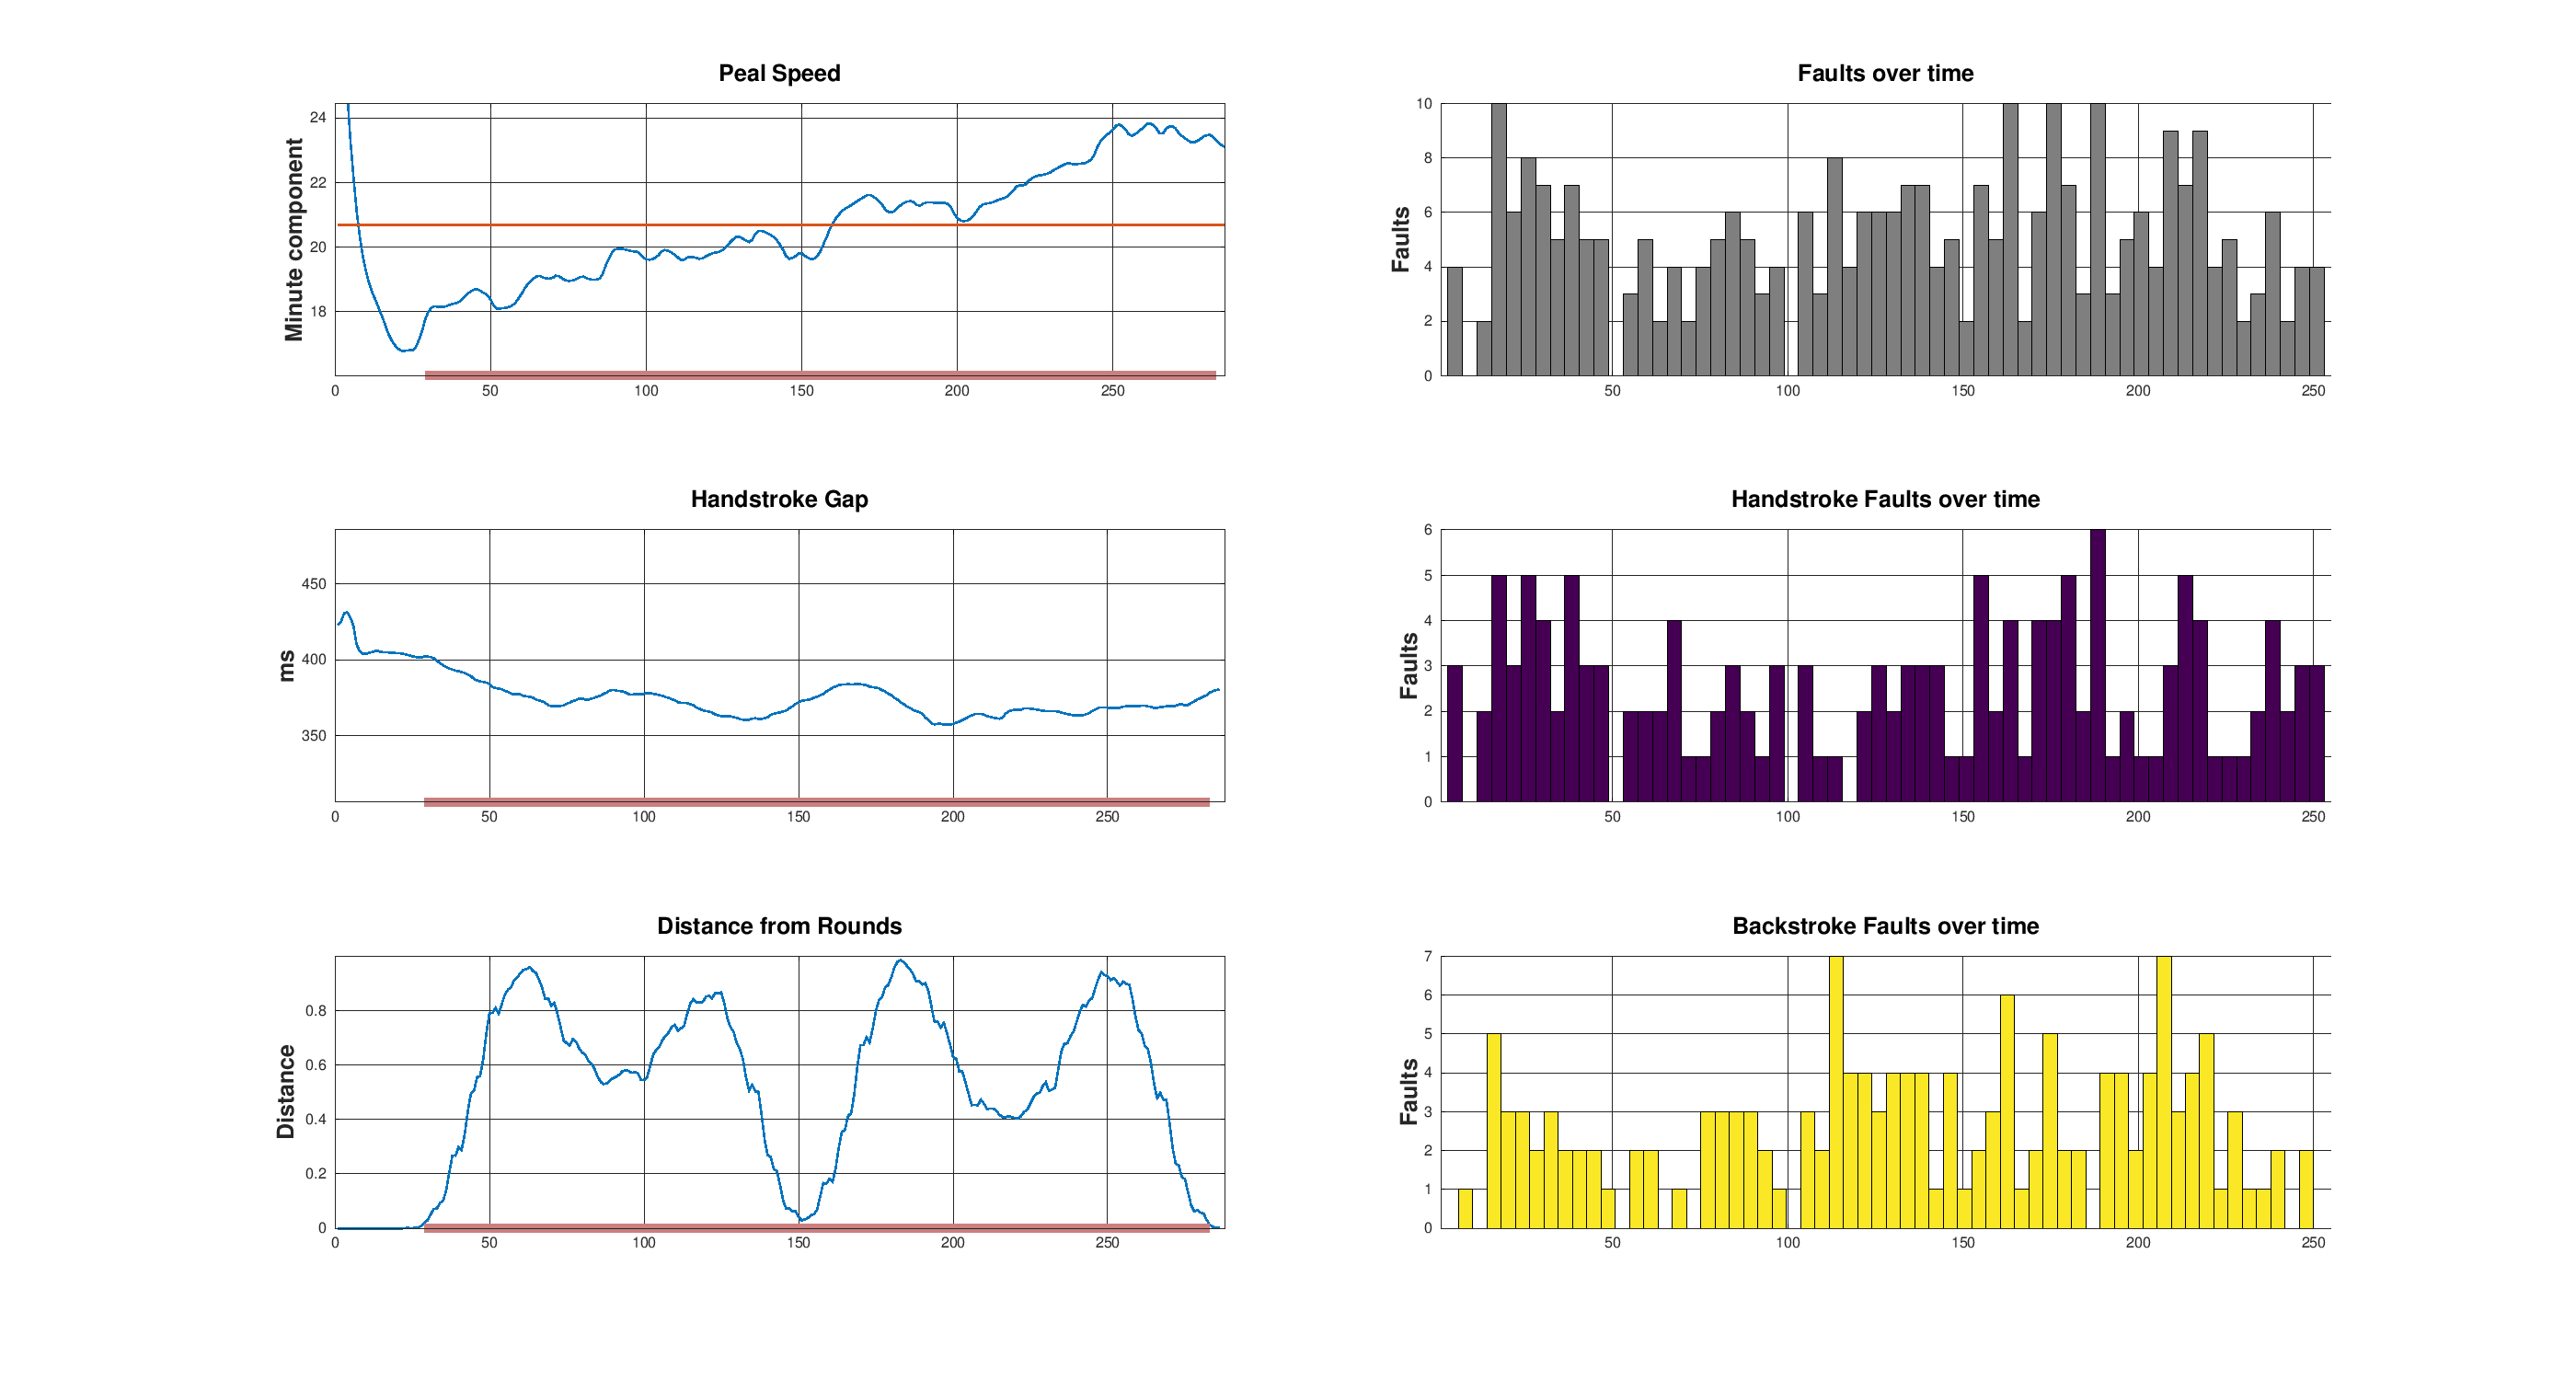 Peal Speed
Minute component
24
22
20
18
0 50 100 150 200 250
Faults over time
Faults
10
8
6
4
2
0
50 100 150 200 250
Handstroke Gap
ms
450
400
350
0 50 100 150 200 250
Handstroke Faults over time
Faults
6
5
4
3
2
1
0
50 100 150 200 250
Distance from Rounds
Distance
0.8
0.6
0.4
0.2
0
0 50 100 150 200 250
Backstroke Faults over time
Faults
7
6
5
4
3
2
1
0
50 100 150 200 250